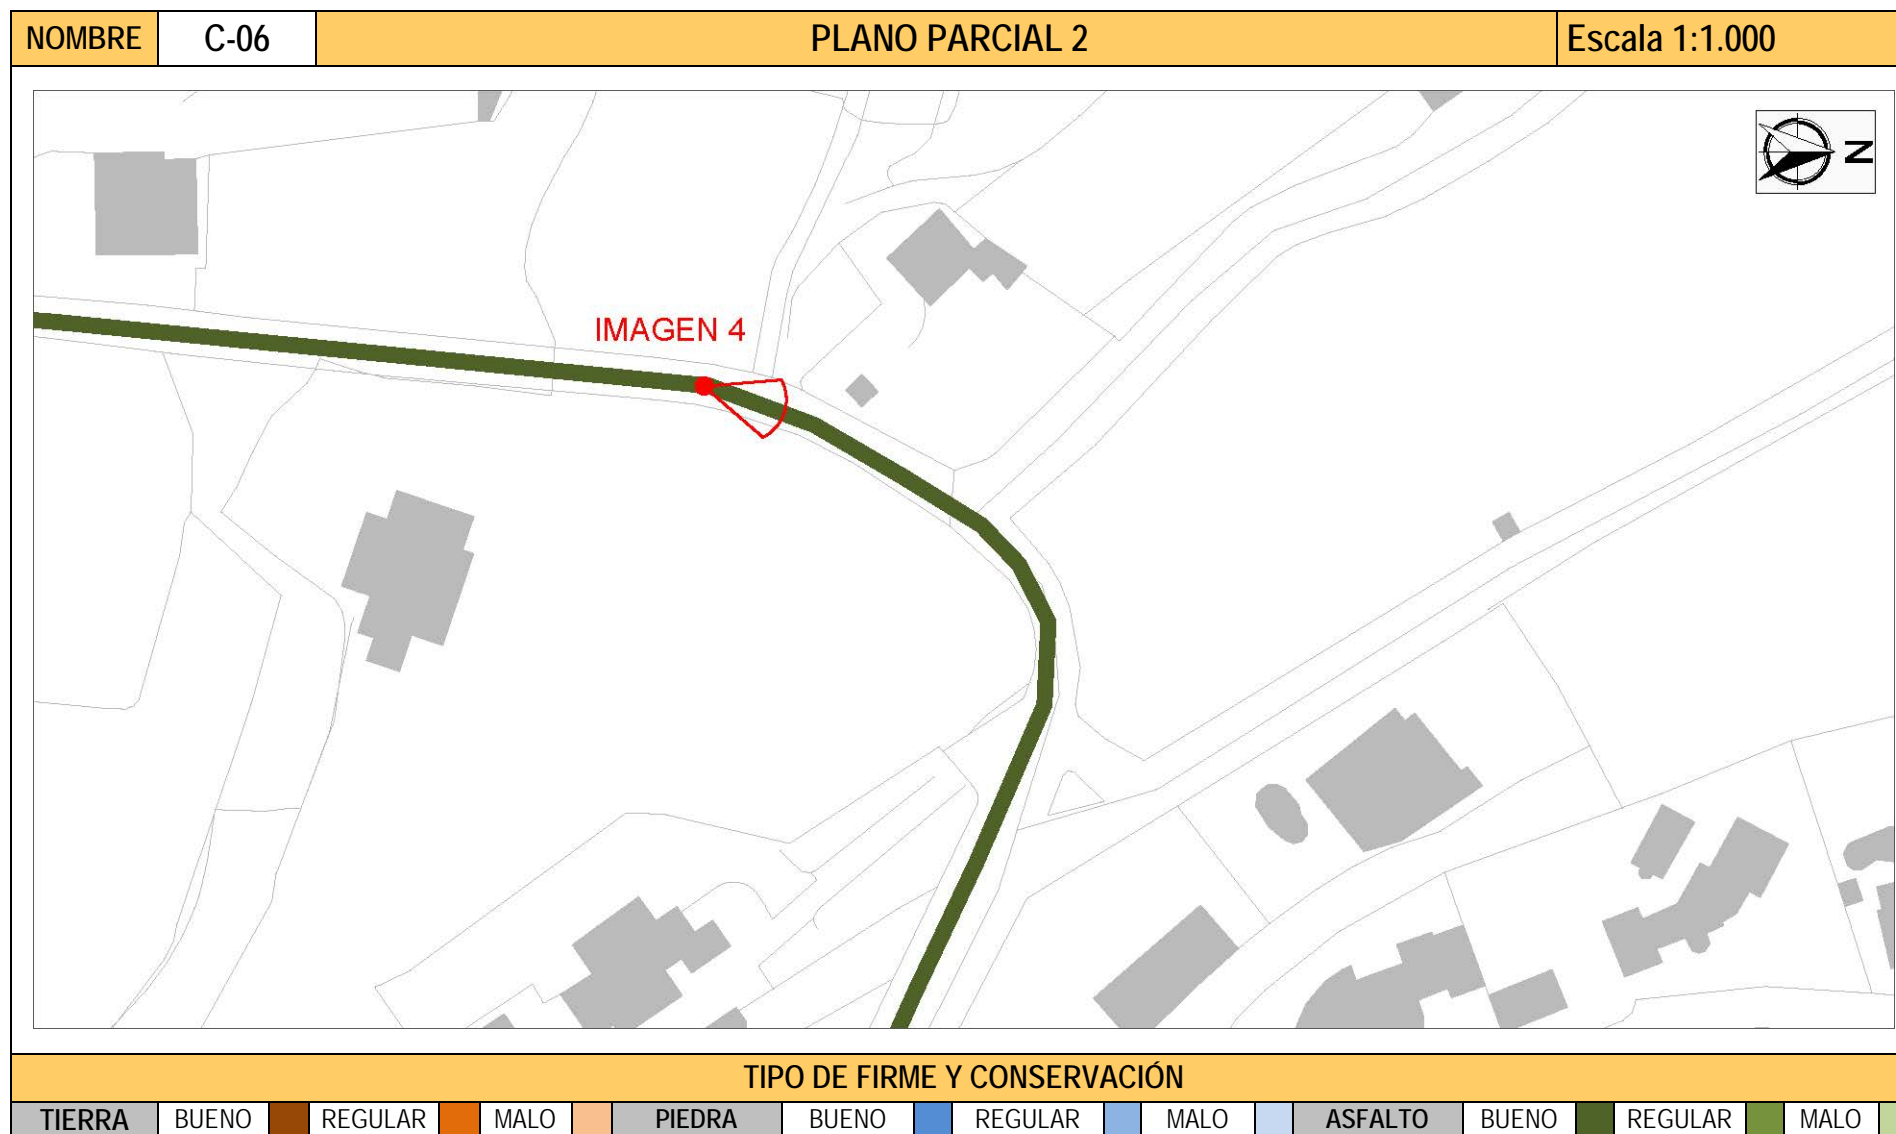 NOMBRE C-06 PLANO PARCIAL 2 Escala 1:1.000
N
IMAGEN 4
TIPO DE FIRME Y CONSERVACIÓN
TIERRA BUENO REGULAR MALO PIEDRA BUENO REGULAR MALO ASFALTO BUENO REGULAR MALO